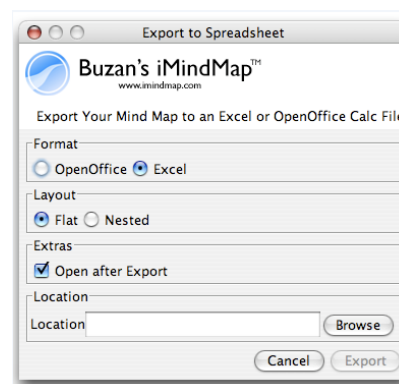 Export to Spreadsheet
Buzan's iMindMap™
www.imindmap.com
Export Your Mind Map to an Excel or OpenOffice Calc File
Format
OpenOffice Excel
Layout
Flat Nested
Extras
Open after Export
Location
Location Browse
Cancel Export